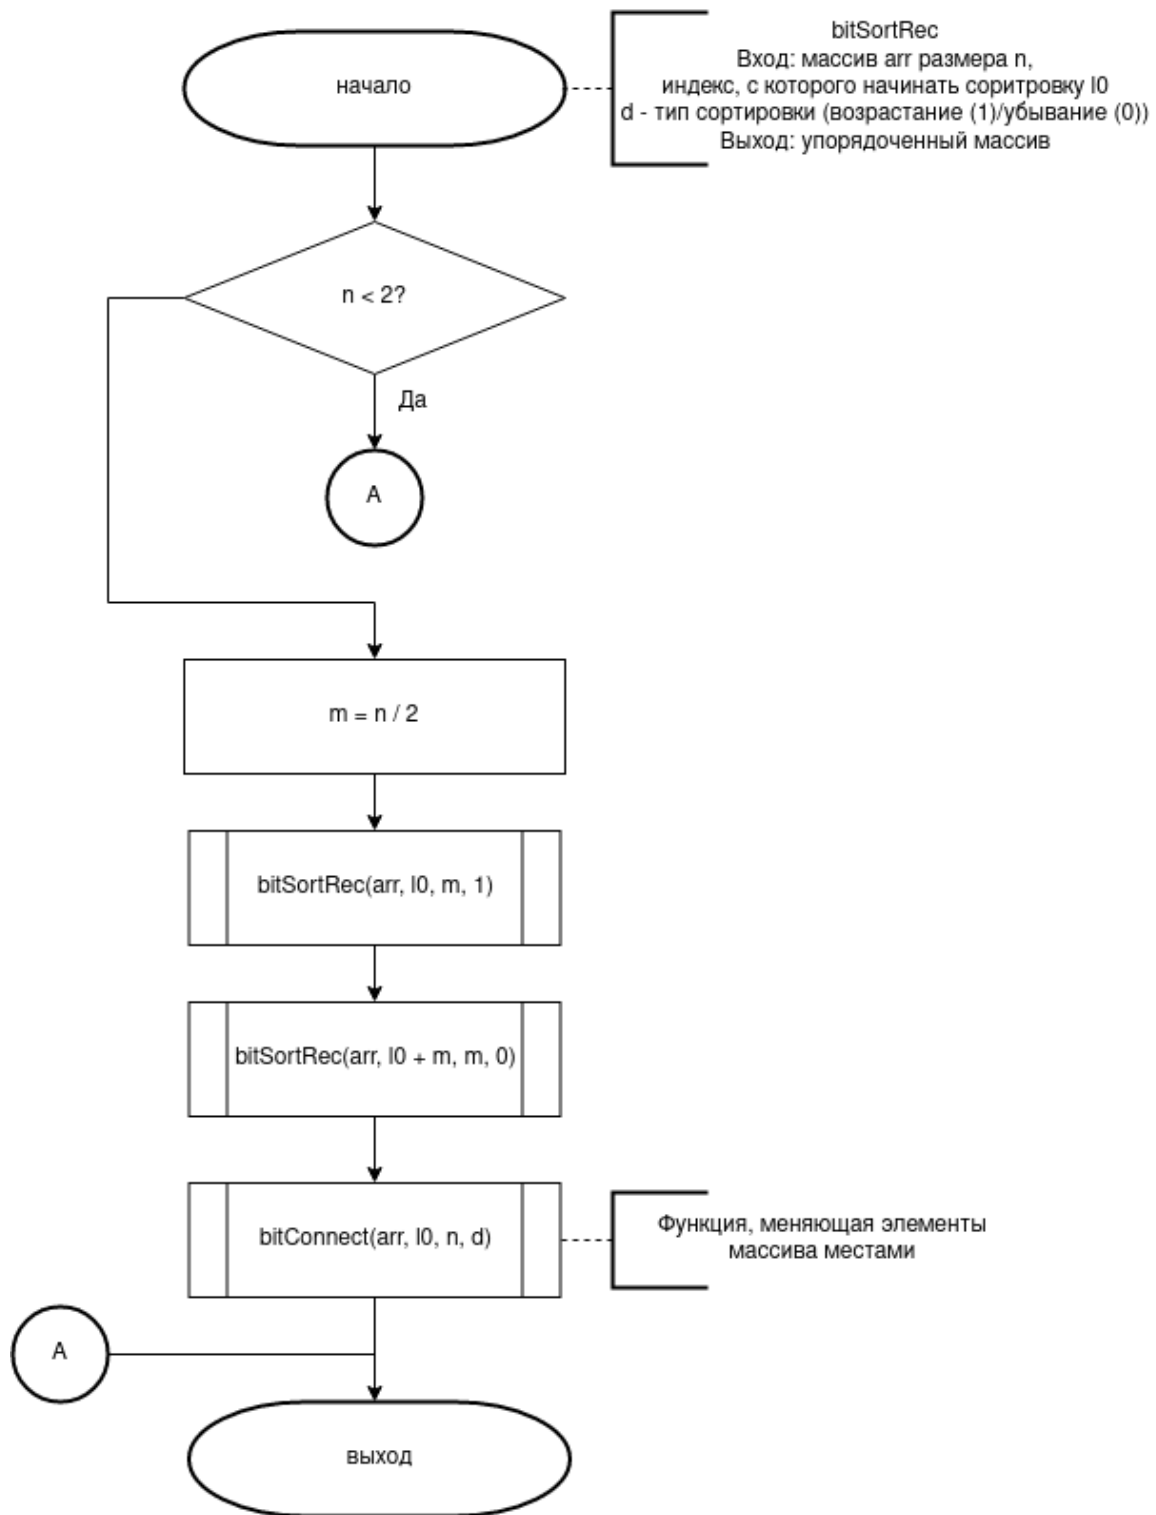 начало
bitSortRec
Вход: массив arr размера n,
индекс, с которого начинать соритровку l0
d - тип сортировки (возрастание (1)/убывание (0))
Выход: упорядоченный массив
n < 2?
Да
A
m = n / 2
bitSortRec(arr, l0, m, 1)
bitSortRec(arr, l0 + m, m, 0)
bitConnect(arr, l0, n, d)
Функция, меняющая элементы
массива местами
A
выход